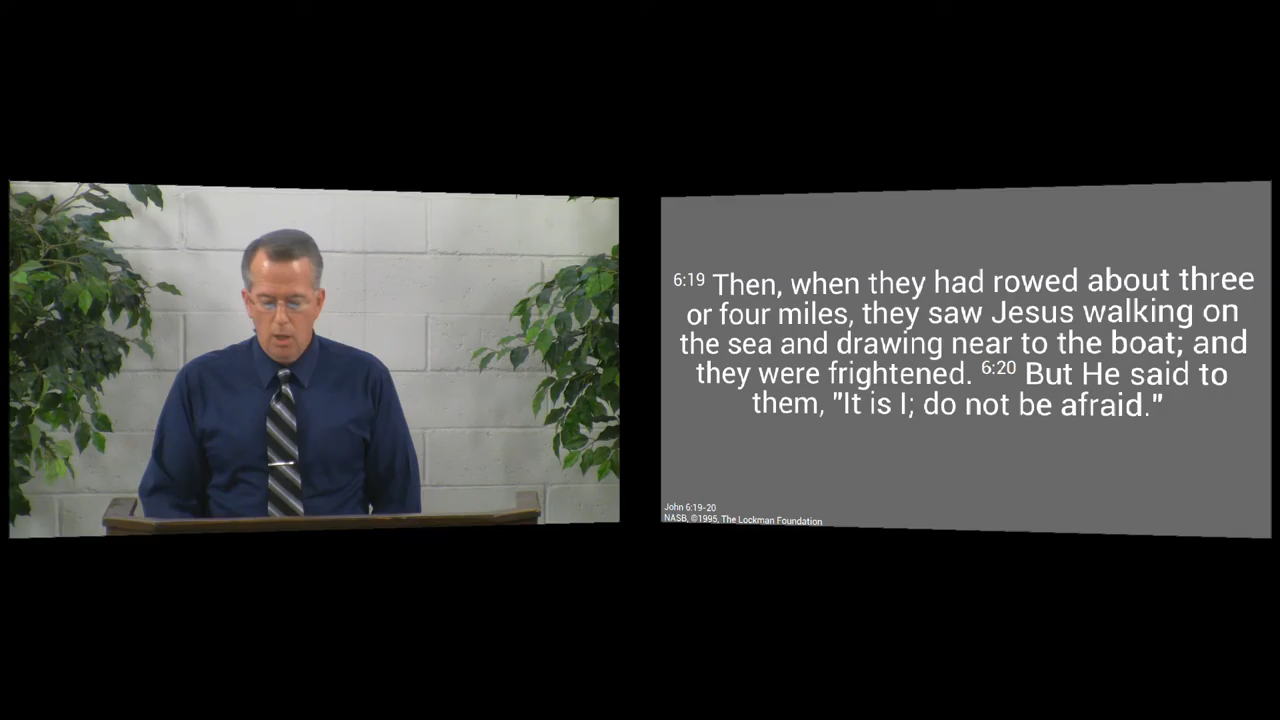 6:19 Then, when they had rowed about three
or four miles, they saw Jesus walking on
the sea and drawing near to the boat; and
they were frightened. 6:20 But He said to
them, "It is I; do not be afraid."
John 6:19-20
NASB, ©1995, The Lockman Foundation